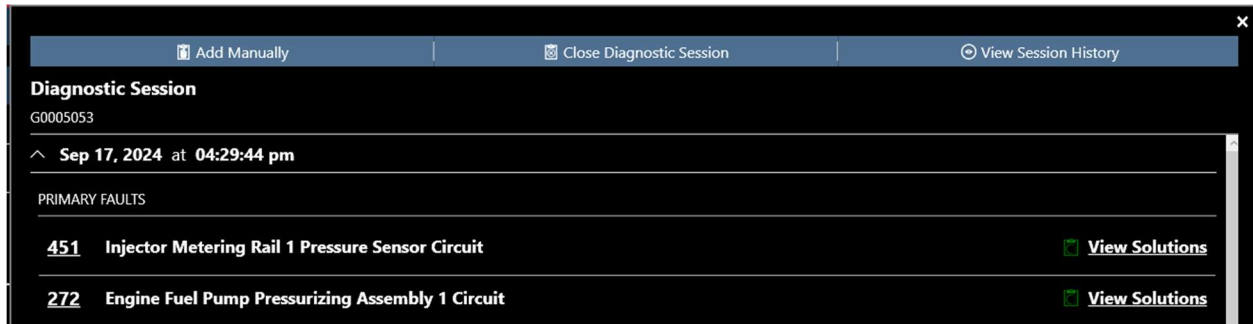 Add Manually
Close Diagnostic Session
View Session History
Diagnostic Session
G0005053
Sep 17, 2024 at 04:29:44 pm
PRIMARY FAULTS
451 Injector Metering Rail 1 Pressure Sensor Circuit View Solutions
272 Engine Fuel Pump Pressurizing Assembly 1 Circuit View Solutions